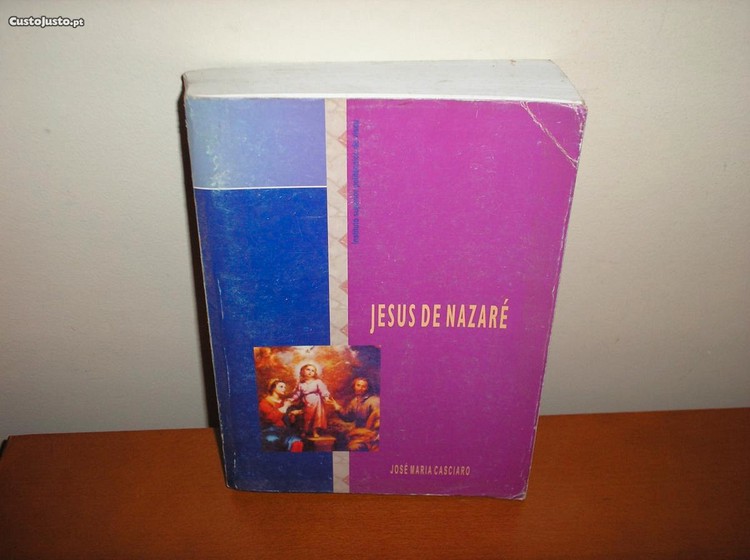 CustoJusto.pt
JESUS DE NAZARÉ
JOSÉ MARIA CASCIARO